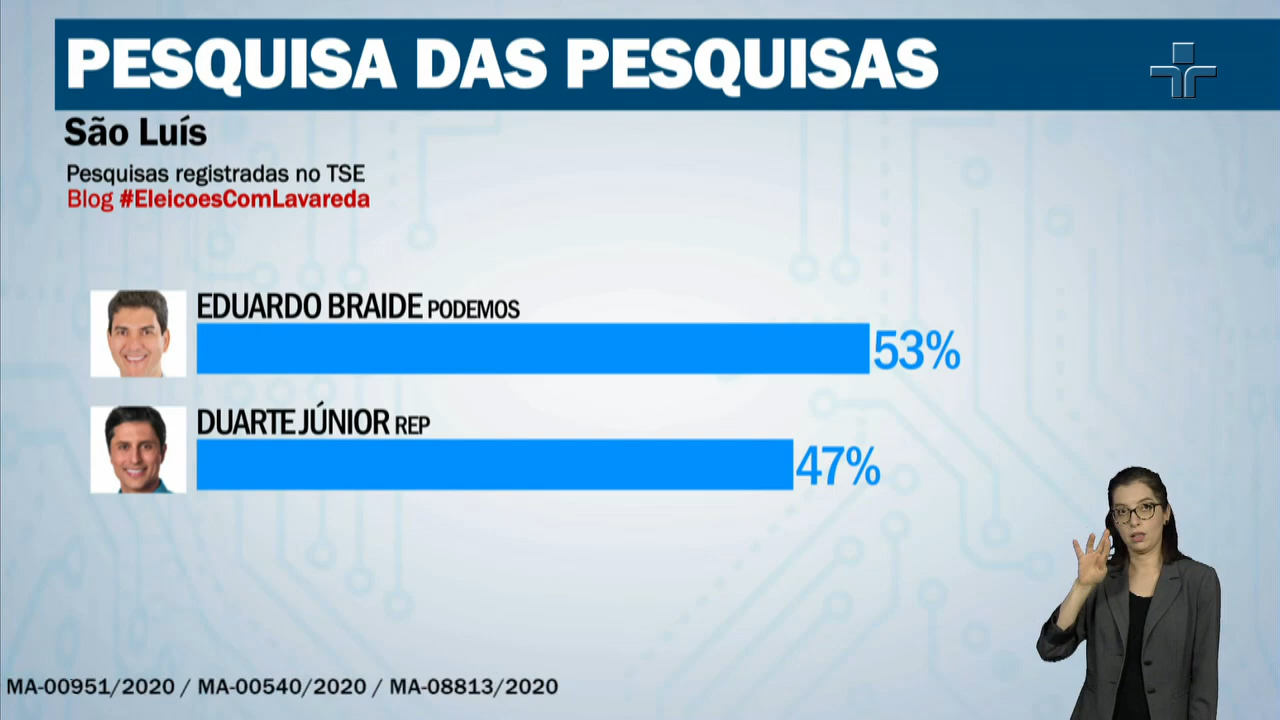 PESQUISA DAS PESQUISAS
São Luís
Pesquisas registradas no TSE
Blog #EleicoesComLavareda
EDUARDO BRAIDE PODEMOS
53%
DUARTE JÚNIOR REP
47%
MA-00951/2020 / MA-00540/2020 / MA-08813/2020